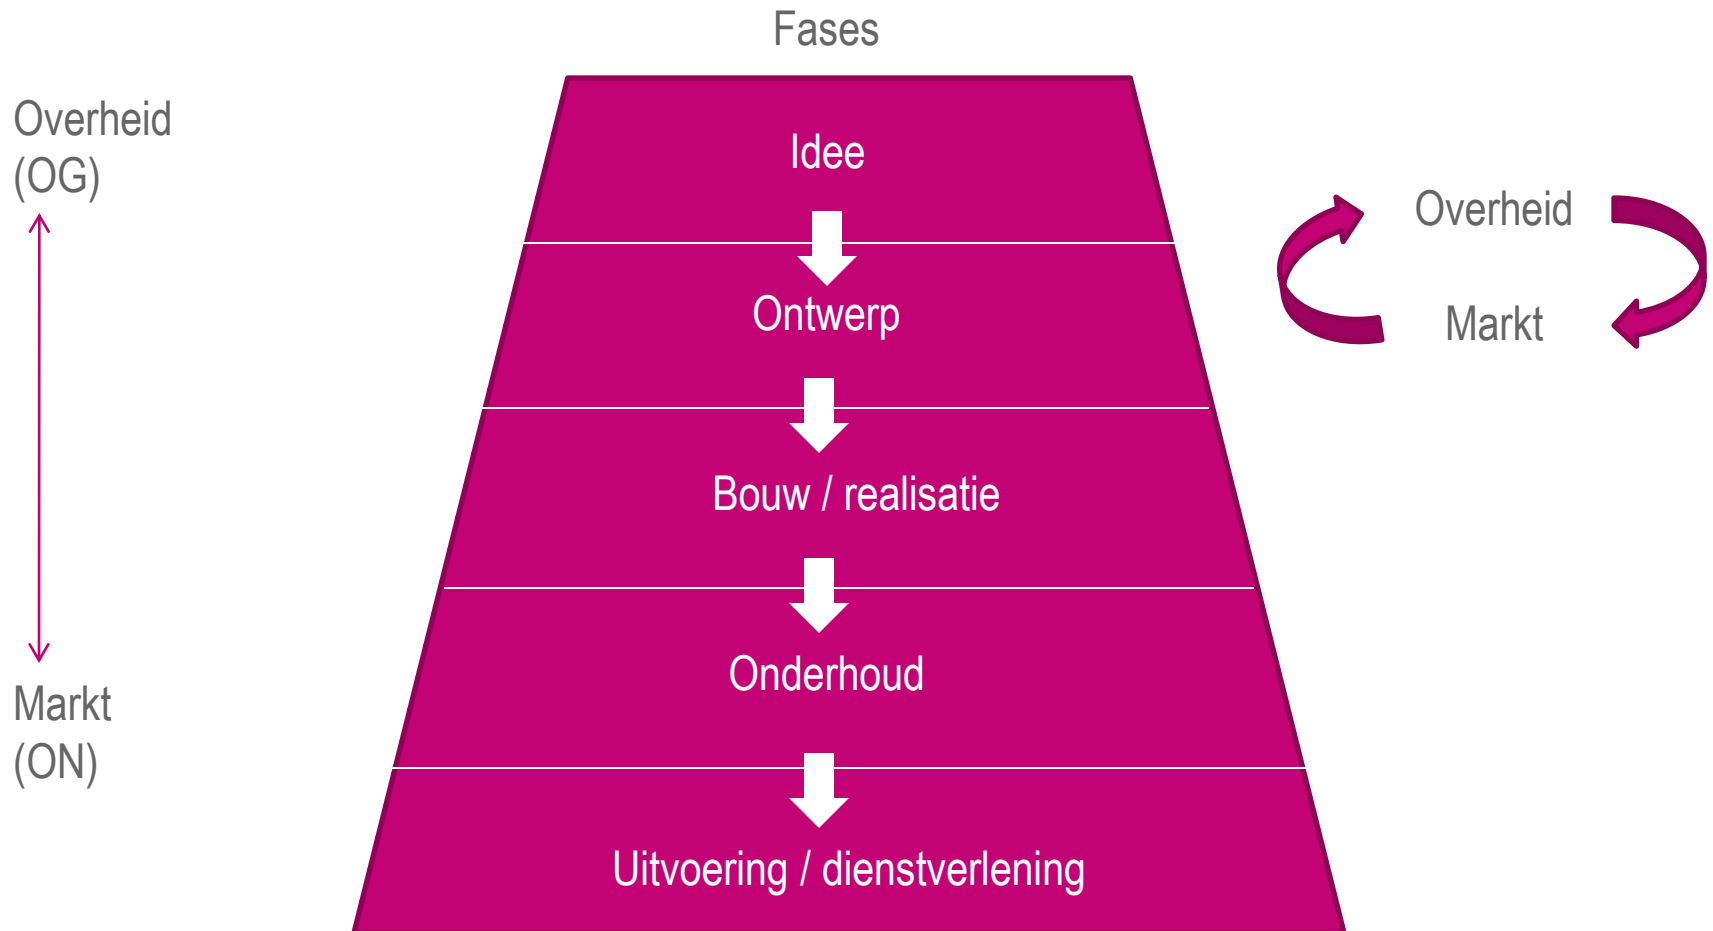 Fases
Overheid
(OG)
Markt
(ON)
Idee
Ontwerp
Bouw / realisatie
Onderhoud
Uitvoering / dienstverlening
Overheid
Markt